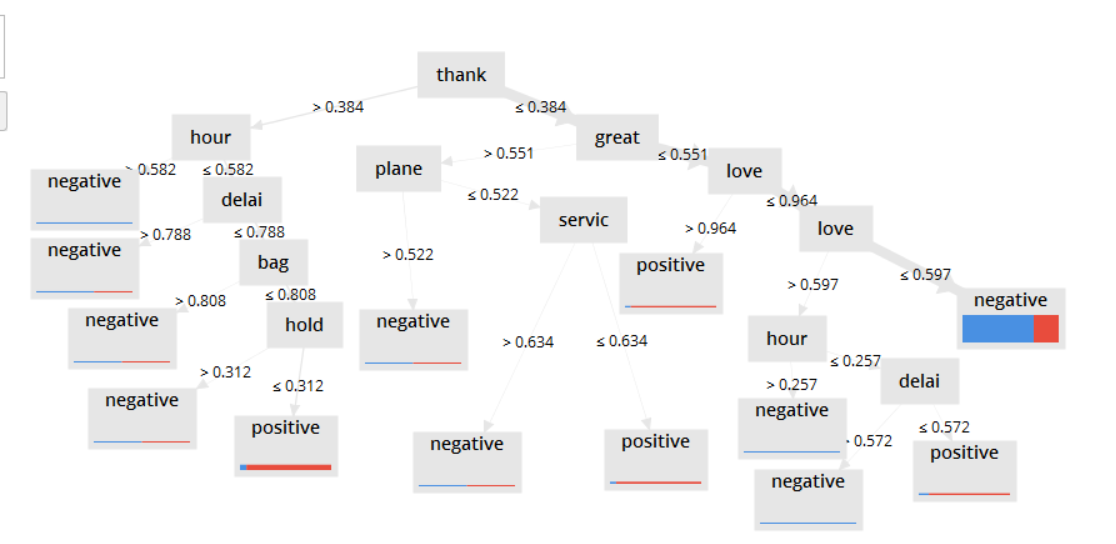 thank
> 0.384
≤ 0.384
hour
great
> 0.551
≤ 0.551
> 0.582
≤ 0.582
plane
love
negative
delai
≤ 0.522
≤ 0.964
servic
love
> 0.788
≤ 0.788
> 0.964
negative
bag
> 0.522
positive
≤ 0.597
> 0.597
> 0.808
≤ 0.808
negative
negative
hold
negative
hour
> 0.634
≤ 0.634
≤ 0.257
> 0.312
≤ 0.312
> 0.257
delai
negative
negative
positive
≤ 0.572
0.572
negative
positive
positive
negative